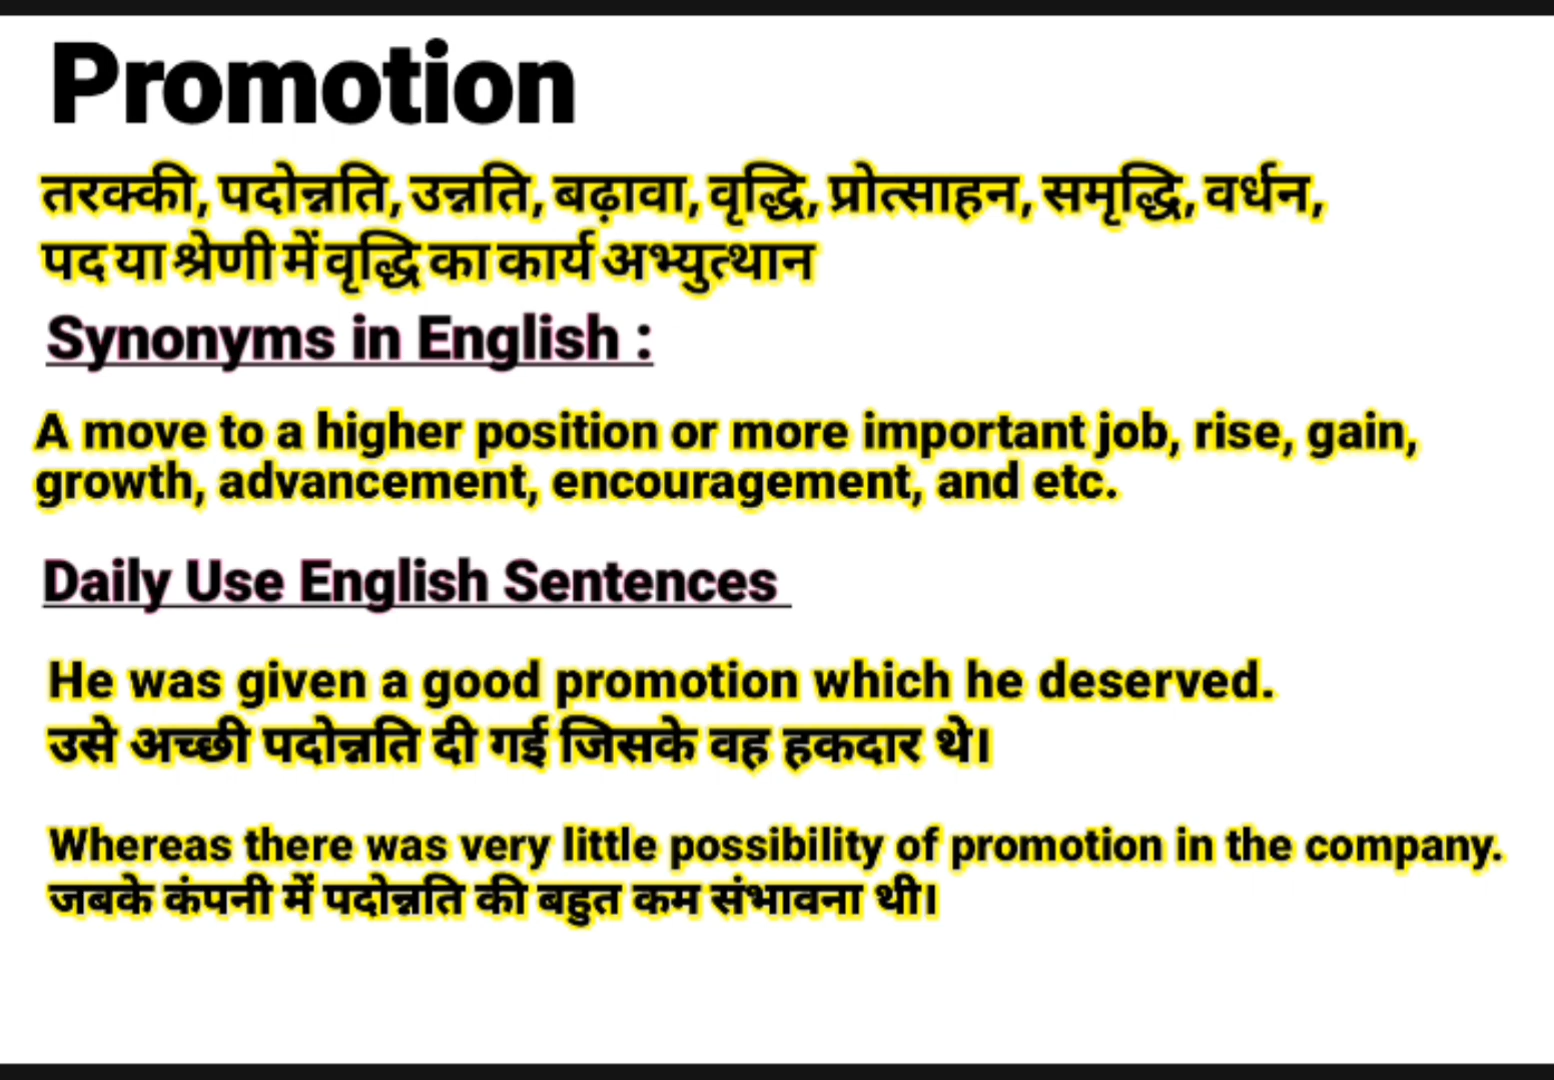 Promotion
तरक्की, पदोन्नति, उन्नति, बढ़ावा, वृद्धि, प्रोत्साहन, समृद्धि, वर्धन,
पद या श्रेणी में वृद्धि का कार्य अभ्युत्थान
Synonyms in English :
A move to a higher position or more important job, rise, gain,
growth, advancement, encouragement, and etc.
Daily Use English Sentences
He was given a good promotion which he deserved.
उसे अच्छी पदोन्नति दी गई जिसके वह हकदार थे।
Whereas there was very little possibility of promotion in the company.
जबके कंपनी में पदोन्नति की बहुत कम संभावना थी।